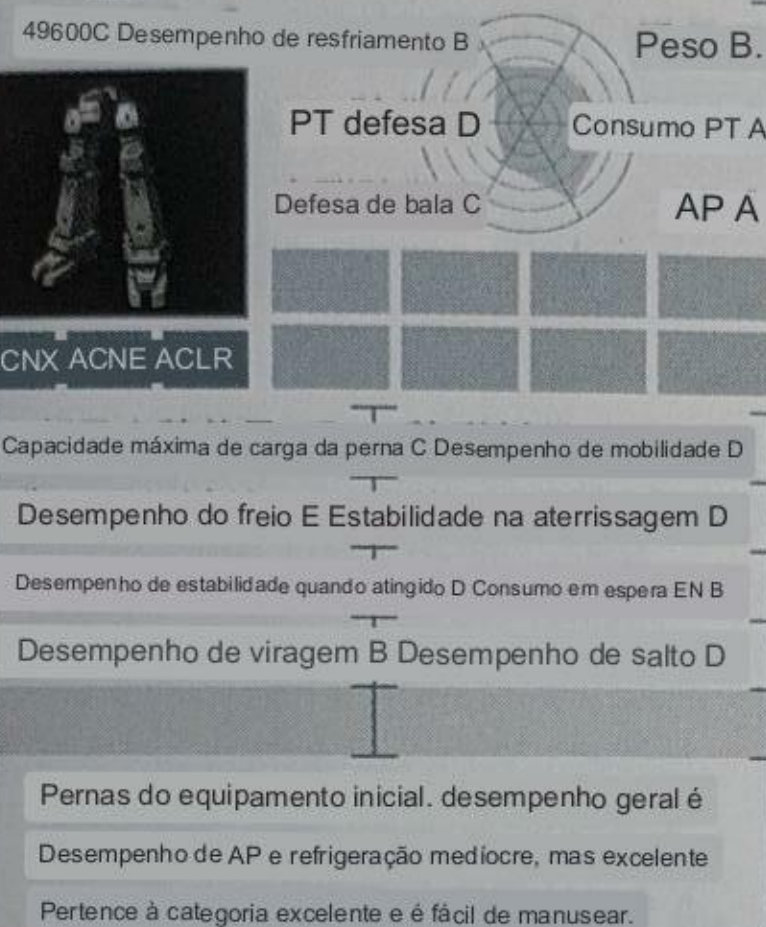 49600C Desempenho de resfriamento B
Peso B.
PT defesa D
Consumo PT A
Defesa de bala C
AP A
CNX ACNE ACLR
Capacidade máxima de carga da perna C Desempenho de mobilidade D
Desempenho do freio E Estabilidade na aterrissagem D
Desempenho de estabilidade quando atingido D Consumo em espera EN B
Desempenho de viragem B Desempenho de salto D
Pernas do equipamento inicial. desempenho geral é
Desempenho de AP e refrigeração medíocre, mas excelente
Pertence à categoria excelente e é fácil de manusear.